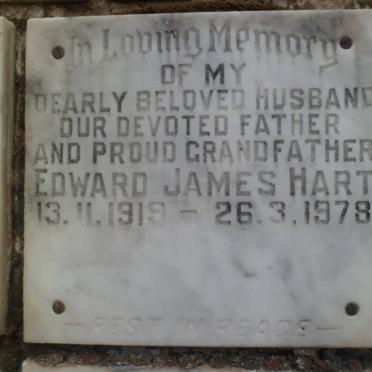 In Loving Memory
OF MY
DEARLY BELOVED HUSBAND
OUR DEVOTED FATHER
AND PROUD GRANDFATHER
EDWARD JAMES HART
13.11.1919 – 26.3.1978
— REST IN PEACE —